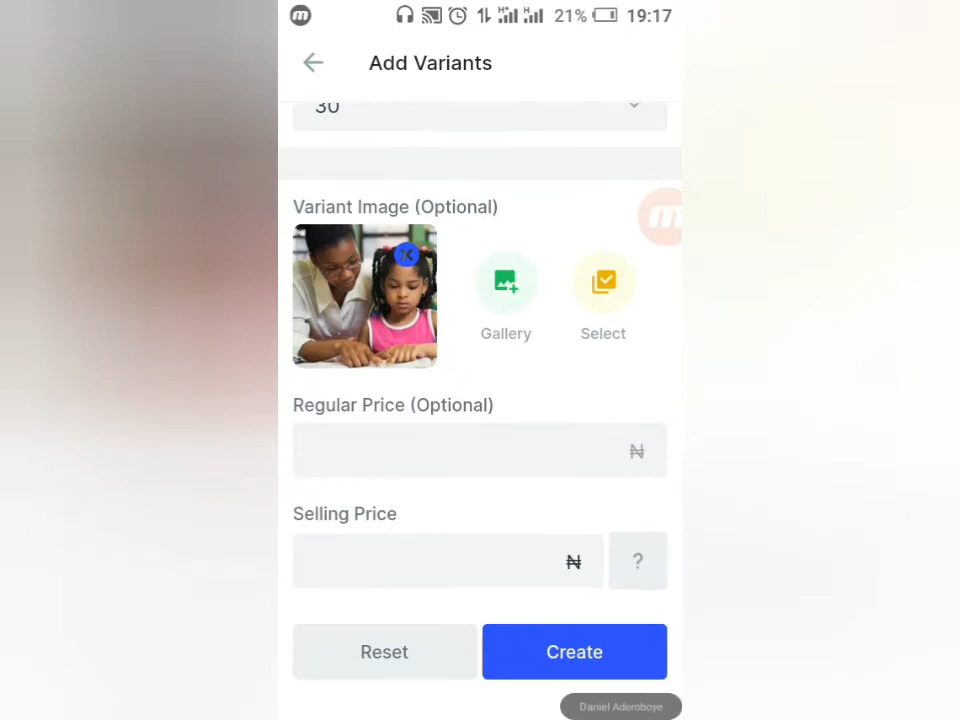 21% 19:17
Add Variants
30
Variant Image (Optional)
Gallery Select
Regular Price (Optional)
₦
Selling Price
₦ ?
Reset Create
Daniel Aderoboye